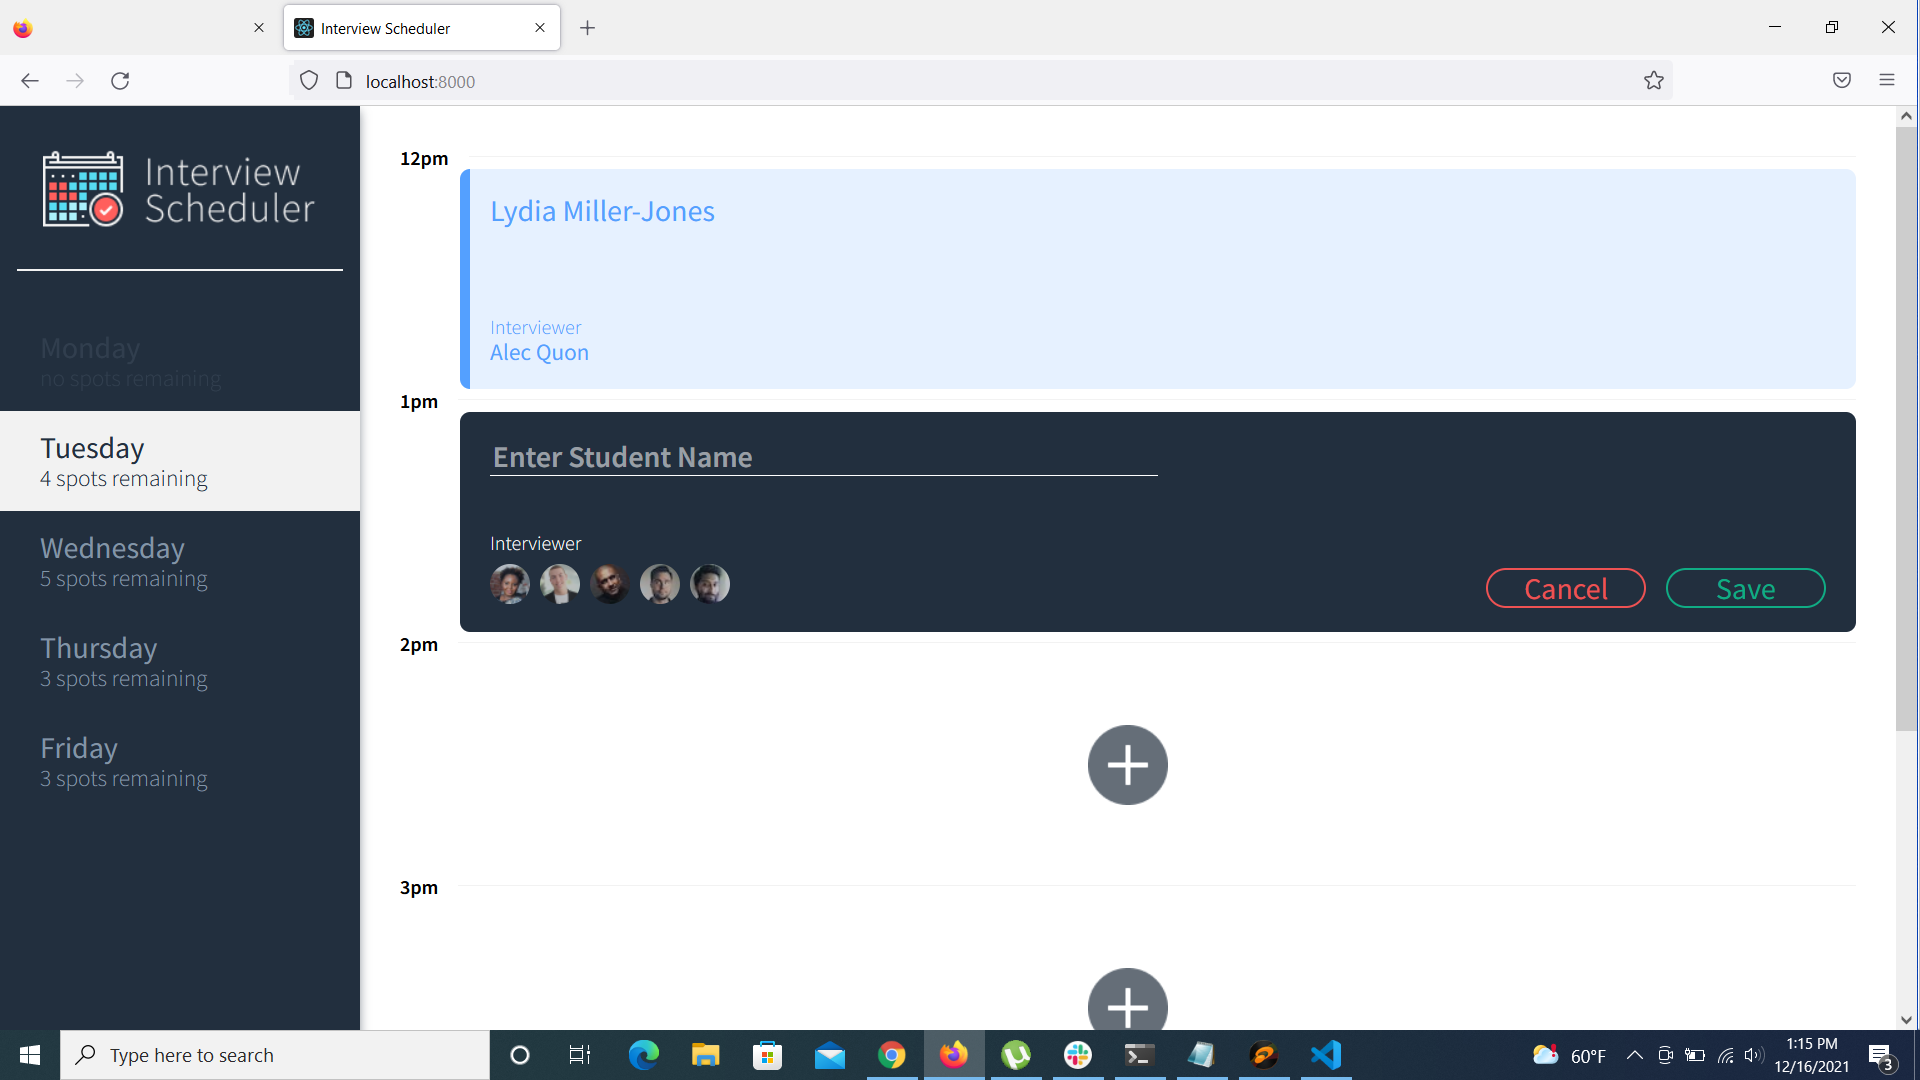 Interview Scheduler
localhost:8000
Interview
Scheduler
Monday
no spots remaining
Tuesday
4 spots remaining
Wednesday
5 spots remaining
Thursday
3 spots remaining
Friday
3 spots remaining
12pm
Lydia Miller-Jones
Interviewer
Alec Quon
1pm
Enter Student Name
Interviewer
Cancel
Save
2pm
3pm
Type here to search
60°F
1:15 PM
12/16/2021
3